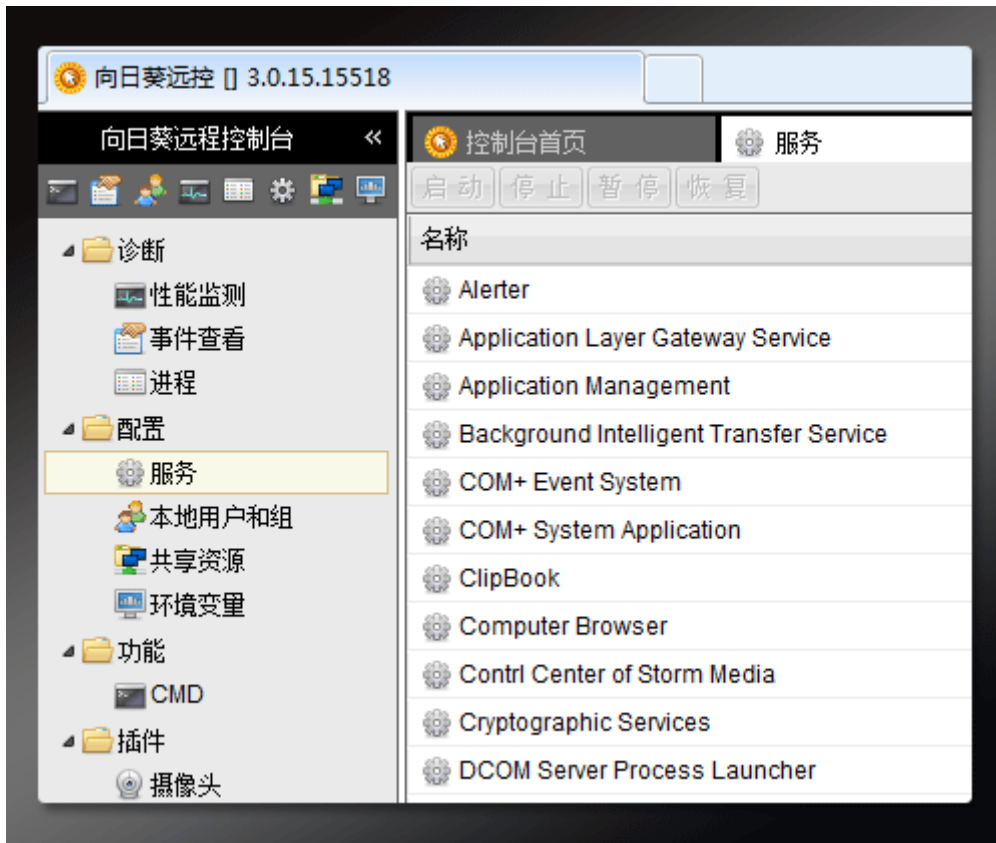 向日葵远控 [] 3.0.15.15518
向日葵远程控制台 «
控制台首页
服务
启动 停止 暂停 恢复
诊断
性能监测
事件查看
进程
配置
服务
本地用户和组
共享资源
环境变量
功能
CMD
插件
摄像头
名称
Alerter
Application Layer Gateway Service
Application Management
Background Intelligent Transfer Service
COM+ Event System
COM+ System Application
ClipBook
Computer Browser
Contrl Center of Storm Media
Cryptographic Services
DCOM Server Process Launcher